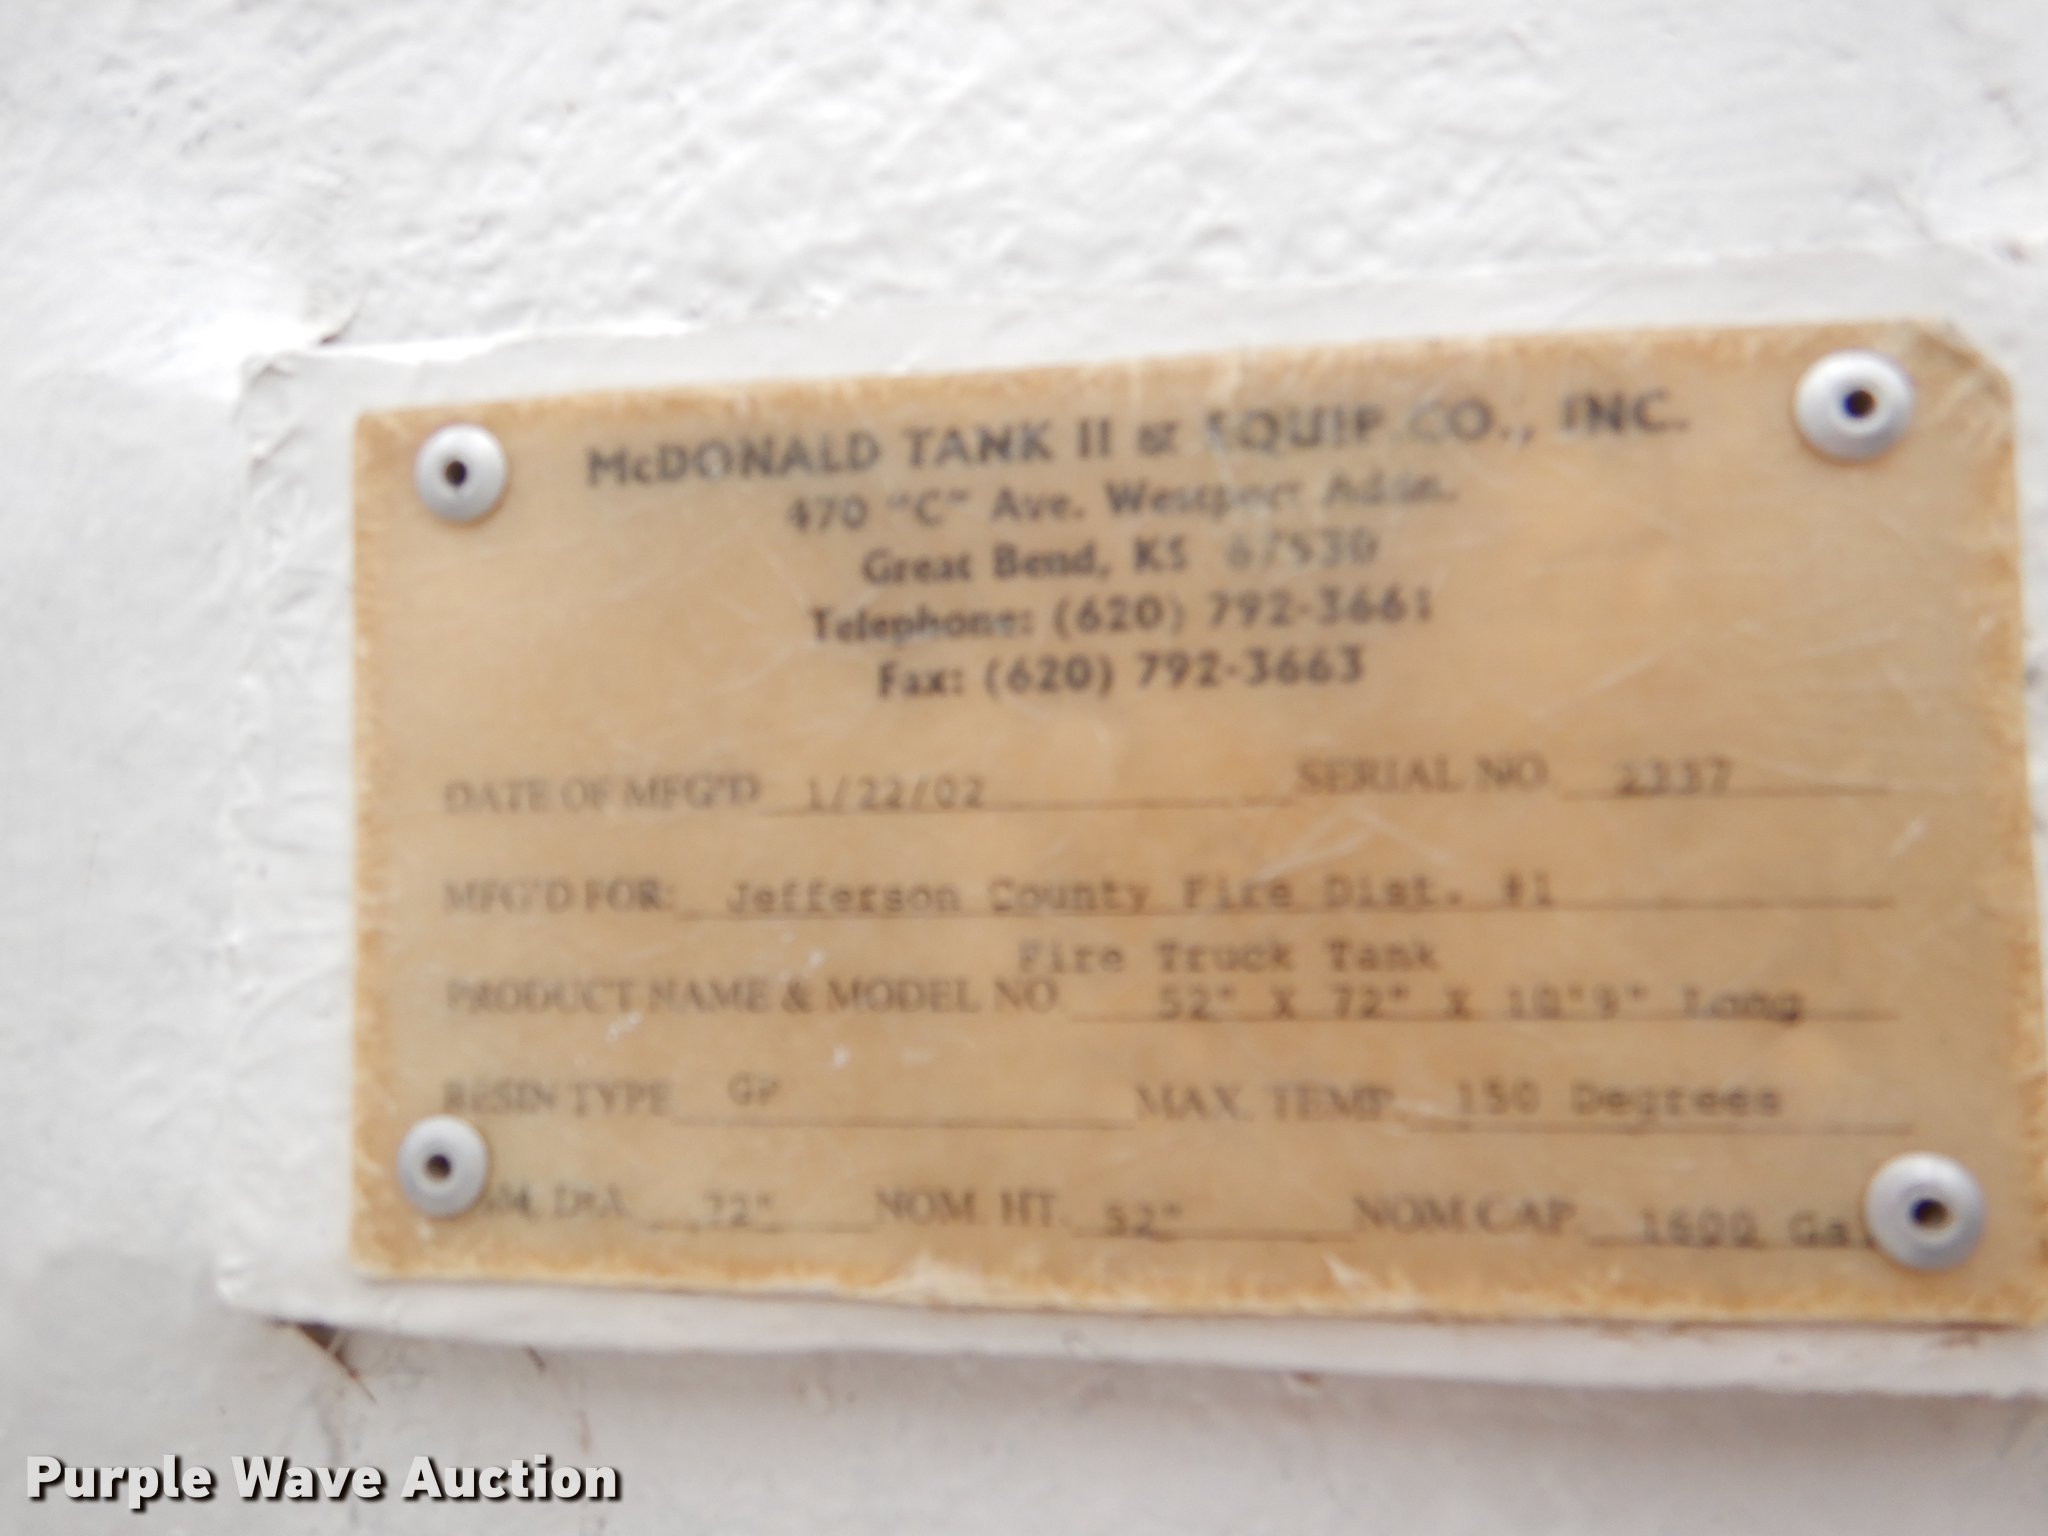 McDONALD TANK II & EQUIP CO., INC.
470 "C" Ave. Westport Addn.
Great Bend, KS 67530
Telephone: (620) 792-3661
Fax: (620) 792-3663
DATE OF MFG'D 1/22/02 SERIAL NO. 2337
MFG'D FOR: Jefferson County Fire Dist. #1
Fire Truck Tank
PRODUCT NAME & MODEL NO. 52" X 72" X 10'9" Long
RESIN TYPE GP MAX. TEMP. 150 Degrees
DIA. 72" NOM. HT. 52" NOM CAP. 1600 Gal
Purple Wave Auction